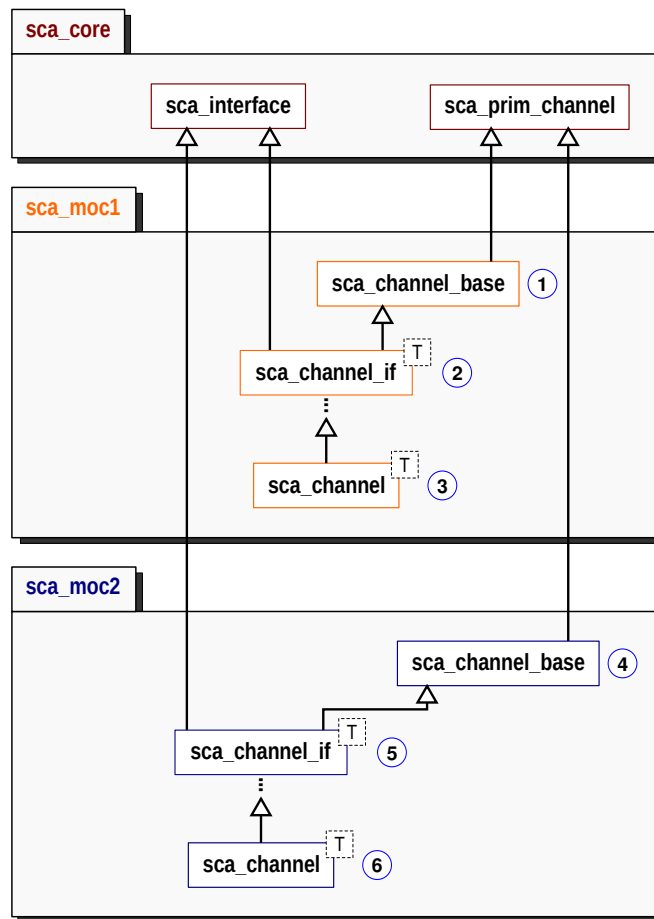 sca_core
sca_interface
sca_prim_channel
sca_moc1
sca_channel_base
1
T
sca_channel_if
2
T
sca_channel
3
sca_moc2
sca_channel_base
4
T
sca_channel_if
5
T
sca_channel
6